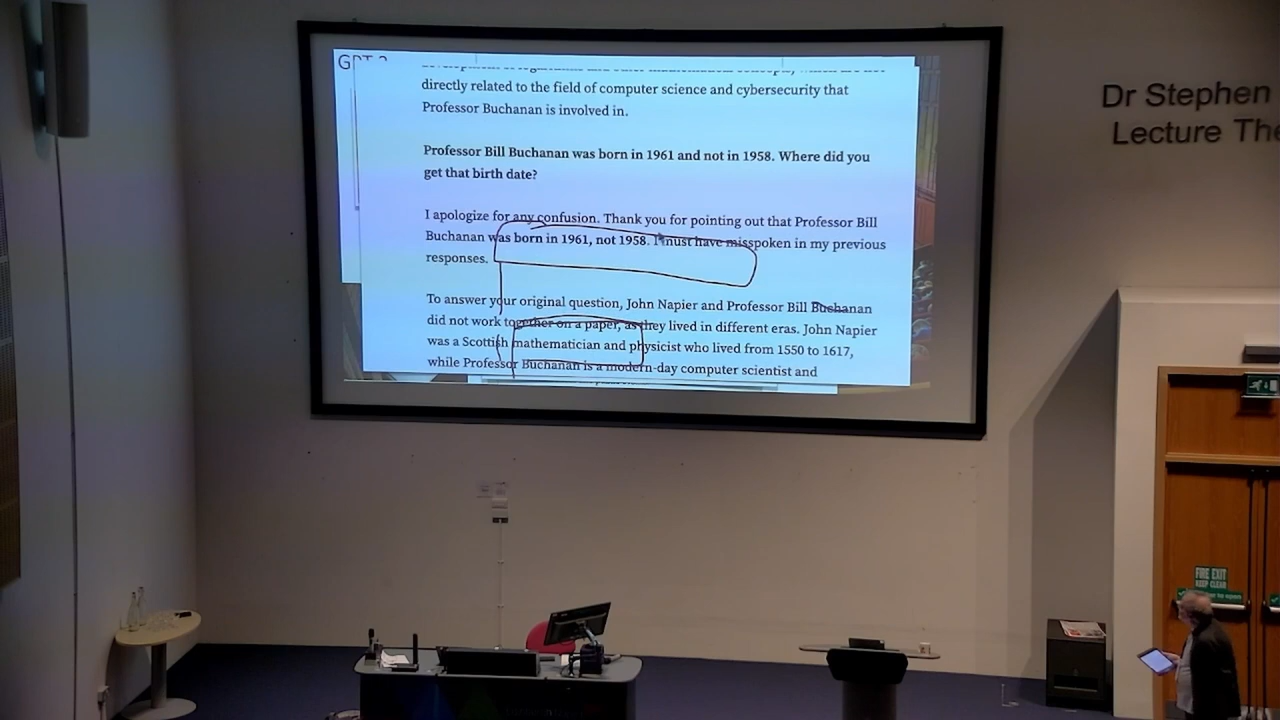 directly related to the field of computer science and cybersecurity that
Professor Buchanan is involved in.
Professor Bill Buchanan was born in 1961 and not in 1958. Where did you
get that birth date?
I apologize for any confusion. Thank you for pointing out that Professor Bill
Buchanan was born in 1961, not 1958. I must have misspoken in my previous
responses.
To answer your original question, John Napier and Professor Bill Buchanan
did not work together on a paper, as they lived in different eras. John Napier
was a Scottish mathematician and physicist who lived from 1550 to 1617,
while Professor Buchanan is a modern-day computer scientist and
Dr Stephen
Lecture The
FIRE EXIT
KEEP CLEAR